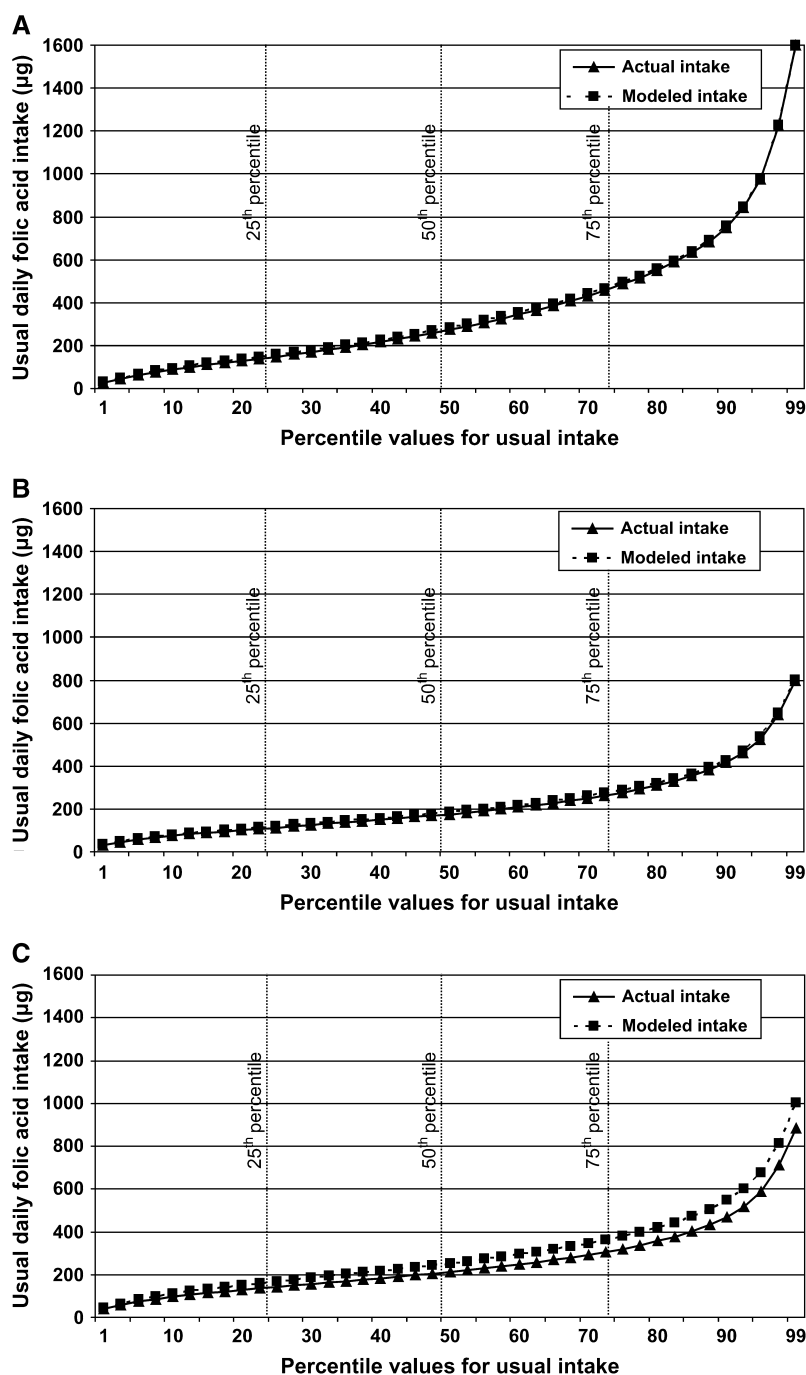 A
Usual daily folic acid intake (µg)
1600
1400
1200
1000
800
600
400
200
0
Actual intake
Modeled intake
25th percentile
50th percentile
75th percentile
1 10 20 30 40 50 60 70 80 90 99
Percentile values for usual intake
B
Usual daily folic acid intake (µg)
1600
1400
1200
1000
800
600
400
200
0
Actual intake
Modeled intake
25th percentile
50th percentile
75th percentile
1 10 20 30 40 50 60 70 80 90 99
Percentile values for usual intake
C
Usual daily folic acid intake (µg)
1600
1400
1200
1000
800
600
400
200
0
Actual intake
Modeled intake
25th percentile
50th percentile
75th percentile
1 10 20 30 40 50 60 70 80 90 99
Percentile values for usual intake